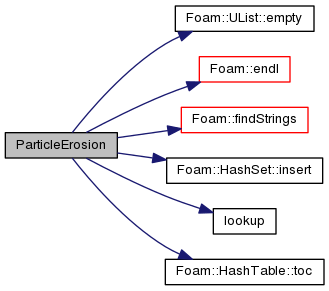 Foam::UList::empty
Foam::endl
Foam::findStrings
ParticleErosion
Foam::HashSet::insert
lookup
Foam::HashTable::toc